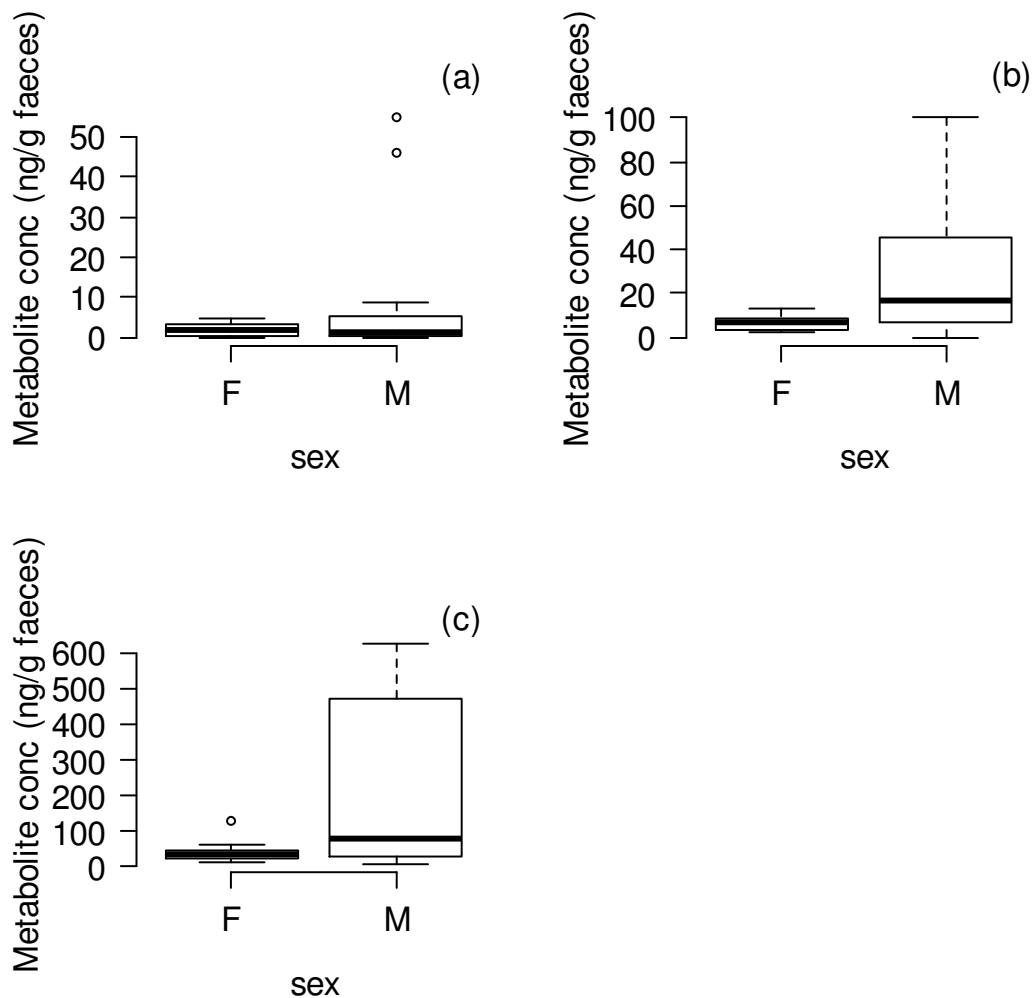 (a)
Metabolite conc (ng/g faeces)
50
40
30
20
10
0
F M
sex
(b)
Metabolite conc (ng/g faeces)
100
80
60
40
20
0
F M
sex
(c)
Metabolite conc (ng/g faeces)
600
500
400
300
200
100
0
F M
sex